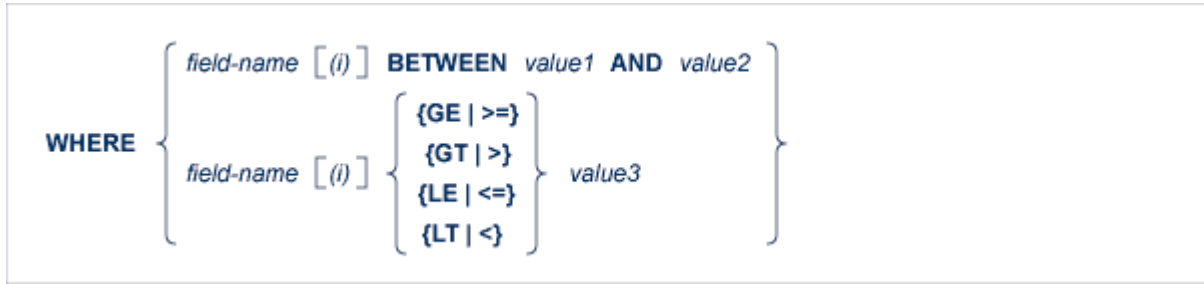 field-name [(i)] BETWEEN value1 AND value2
{GE | >=}
{GT | >}
WHERE
field-name [(i)] value3
{LE | <=}
{LT | <}